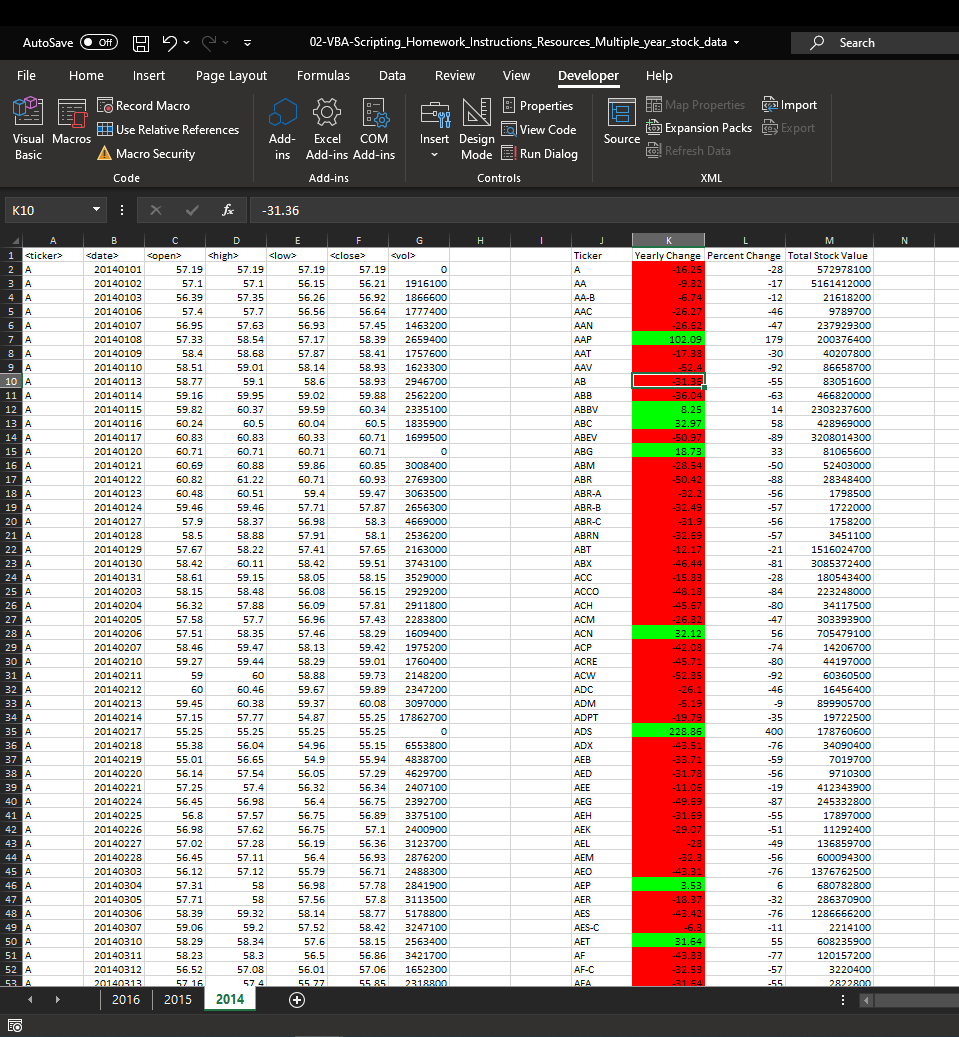 AutoSave Off 02-VBA-Scripting_Homework_Instructions_Resources_Multiple_year_stock_data Search
File Home Insert Page Layout Formulas Data Review View Developer Help
Visual Basic Macros Record Macro Use Relative References Macro Security
Add-ins Excel Add-ins COM Add-ins
Insert Design Mode Properties View Code Run Dialog
Source Map Properties Expansion Packs Refresh Data Import Export
Code Add-ins Controls XML
K10 fx -31.36
A B C D E F G H I J K L M N
1 <ticker> <date> <open> <high> <low> <close> <vol> Ticker Yearly Change Percent Change Total Stock Value
2 A 20140101 57.19 57.19 57.19 57.19 0 A -16.25 -28 572978100
3 A 20140102 57.1 57.1 56.15 56.21 1916100 AA -9.82 -17 5161412000
4 A 20140103 56.39 57.35 56.26 56.92 1866600 AA-B -6.74 -12 21618200
5 A 20140106 57.4 57.7 56.56 56.64 1777400 AAC -26.27 -46 9789700
6 A 20140107 56.95 57.63 56.93 57.45 1463200 AAN -26.62 -47 237929300
7 A 20140108 57.33 58.54 57.17 58.39 2659400 AAP 102.09 179 200376400
8 A 20140109 58.4 58.68 57.87 58.41 1757600 AAT -17.38 -30 40207800
9 A 20140110 58.51 59.01 58.14 58.93 1623300 AAV -52.4 -92 86658700
10 A 20140113 58.77 59.1 58.6 58.93 2946700 AB -31.36 -55 83051600
11 A 20140114 59.16 59.95 59.02 59.88 2562200 ABB -36.04 -63 466820000
12 A 20140115 59.82 60.37 59.59 60.34 2335100 ABBV 8.25 14 2303237600
13 A 20140116 60.24 60.5 60.04 60.5 1835900 ABC 32.97 58 428969000
14 A 20140117 60.83 60.83 60.33 60.71 1699500 ABEV -50.97 -89 3208014300
15 A 20140120 60.71 60.71 60.71 60.71 0 ABG 18.73 33 81065600
16 A 20140121 60.69 60.88 59.86 60.85 3008400 ABM -28.54 -50 52403000
17 A 20140122 60.82 61.22 60.71 60.93 2769300 ABR -50.42 -88 28348400
18 A 20140123 60.48 60.51 59.4 59.47 3063500 ABR-A -32.2 -56 1798500
19 A 20140124 59.46 59.46 57.71 57.87 2656300 ABR-B -32.49 -57 1722000
20 A 20140127 57.9 58.37 56.98 58.3 4669000 ABR-C -31.9 -56 1758200
21 A 20140128 58.5 58.88 57.91 58.1 2536200 ABRN -32.69 -57 3451100
22 A 20140129 57.67 58.22 57.41 57.65 2163000 ABT -12.17 -21 1516024700
23 A 20140130 58.42 60.11 58.42 59.51 3743100 ABX -46.44 -81 3085372400
24 A 20140131 58.61 59.15 58.05 58.15 3529000 ACC -15.83 -28 180543400
25 A 20140203 58.15 58.48 56.08 56.15 2929200 ACCO -48.18 -84 223248000
26 A 20140204 56.32 57.88 56.09 57.81 2911800 ACH -45.67 -80 34117500
27 A 20140205 57.58 57.7 56.96 57.43 2283800 ACM -26.82 -47 303393900
28 A 20140206 57.51 58.35 57.46 58.29 1609400 ACN 32.12 56 705479100
29 A 20140207 58.46 59.47 58.13 59.42 1975200 ACP -42.08 -74 14206700
30 A 20140210 59.27 59.44 58.29 59.01 1760400 ACRE -45.71 -80 44197000
31 A 20140211 59 60 58.88 59.73 2148200 ACW -52.85 -92 60360500
32 A 20140212 60 60.46 59.67 59.89 2347200 ADC -26.1 -46 16456400
33 A 20140213 59.45 60.38 59.37 60.08 3097000 ADM -5.19 -9 899905700
34 A 20140214 57.15 57.77 54.87 55.25 17862700 ADPT -19.79 -35 19722500
35 A 20140217 55.25 55.25 55.25 55.25 0 ADS 228.86 400 178760600
36 A 20140218 55.38 56.04 54.96 55.15 6553800 ADX -43.51 -76 34090400
37 A 20140219 55.01 56.65 54.9 55.94 4838700 AEB -33.71 -59 7019700
38 A 20140220 56.14 57.54 56.05 57.29 4629700 AED -31.78 -56 9710300
39 A 20140221 57.25 57.4 56.32 56.34 2407100 AEE -11.06 -19 412343900
40 A 20140224 56.45 56.98 56.4 56.75 2392700 AEG -49.69 -87 245332800
41 A 20140225 56.8 57.57 56.75 56.89 3375100 AEH -31.69 -55 17897000
42 A 20140226 56.98 57.62 56.75 57.1 2400900 AEK -29.07 -51 11292400
43 A 20140227 57.02 57.28 56.19 56.36 3123700 AEL -28 -49 136859700
44 A 20140228 56.45 57.11 56.4 56.93 2876200 AEM -32.3 -56 600094300
45 A 20140303 56.12 57.12 55.79 56.71 2488300 AEO -43.31 -76 1376762500
46 A 20140304 57.31 58 56.98 57.78 2841900 AEP 3.53 6 680782800
47 A 20140305 57.71 58 57.56 57.8 3113500 AER -18.37 -32 286370900
48 A 20140306 58.39 59.32 58.14 58.77 5178800 AES -43.42 -76 1286666200
49 A 20140307 59.06 59.2 57.52 58.42 3247100 AES-C -6.3 -11 2214100
50 A 20140310 58.29 58.34 57.6 58.15 2563400 AET 31.64 55 608235900
51 A 20140311 58.23 58.3 56.5 56.86 3421700 AF -43.83 -77 120157200
52 A 20140312 56.52 57.08 56.01 57.06 1652300 AF-C -32.53 -57 3220400
53 A 20140313 57.16 57.4 55.77 55.85 2318800 AFA -31.64 -55 2822800
2016 2015 2014